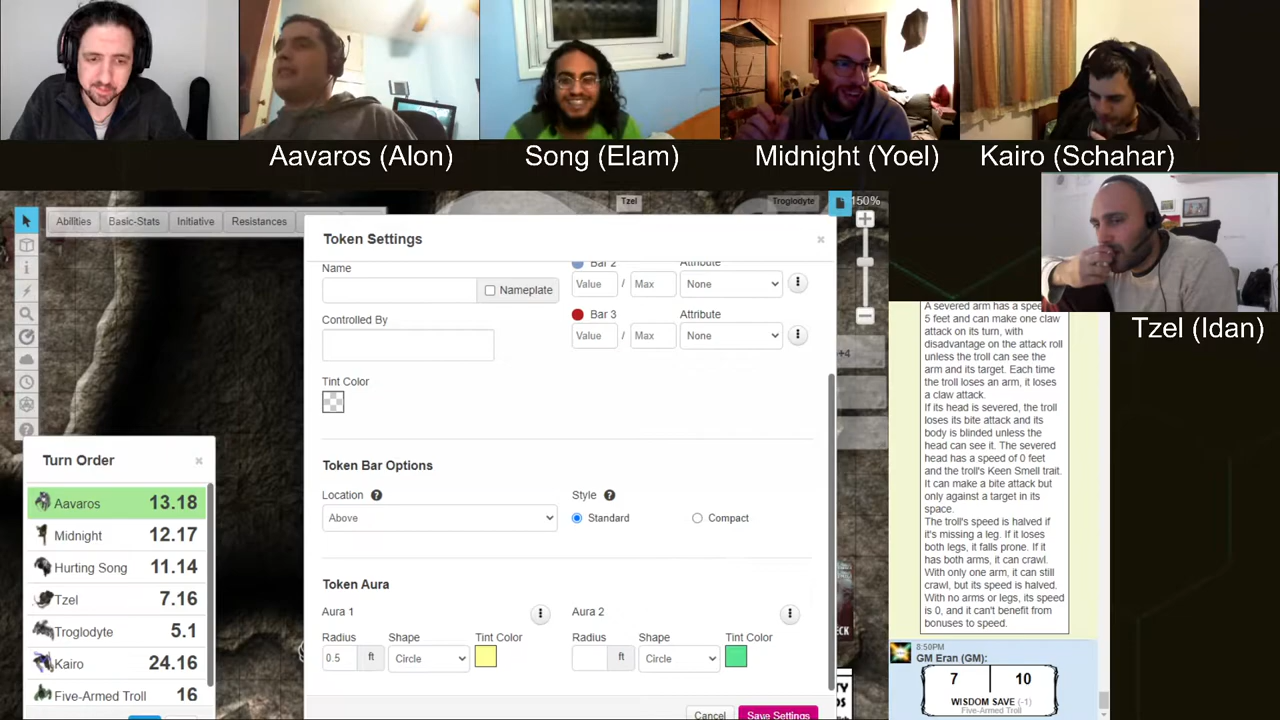 Aavaros (Alon)
Song (Elam)
Midnight (Yoel)
Kairo (Schahar)
Tzel (Idan)
Abilities
Basic-Stats
Initiative
Resistances
Tzel
Troglodyte
150%
Token Settings
×
Name
Nameplate
Bar 2
Attribute
Value / Max
None
Controlled By
Bar 3
Attribute
Value / Max
None
Tint Color
Token Bar Options
Location ?
Above
Style ?
Standard
Compact
Token Aura
Aura 1
Radius
Shape
Tint Color
0.5 ft
Circle
Aura 2
Radius
Shape
Tint Color
ft
Circle
Cancel
Save Settings
Turn Order
×
Aavaros 13.18
Midnight 12.17
Hurting Song 11.14
Tzel 7.16
Troglodyte 5.1
Kairo 24.16
Five-Armed Troll 16
A severed arm has a speed
5 feet and can make one claw
attack on its turn, with
disadvantage on the attack roll
unless the troll can see the
arm and its target. Each time
the troll loses an arm, it loses
a claw attack.
If its head is severed, the troll
loses its bite attack and its
body is blinded unless the
head can see it. The severed
head has a speed of 0 feet
and the troll's Keen Smell trait.
It can make a bite attack but
only against a target in its
space.
The troll's speed is halved if
it's missing a leg. If it loses
both legs, it falls prone. If it
has both arms, it can crawl.
With only one arm, it can still
crawl, but its speed is halved.
With no arms or legs, its speed
is 0, and it can't benefit from
bonuses to speed.
8:50PM
GM Eran (GM):
7 10
WISDOM SAVE (-1)
Five-Armed Troll
+4